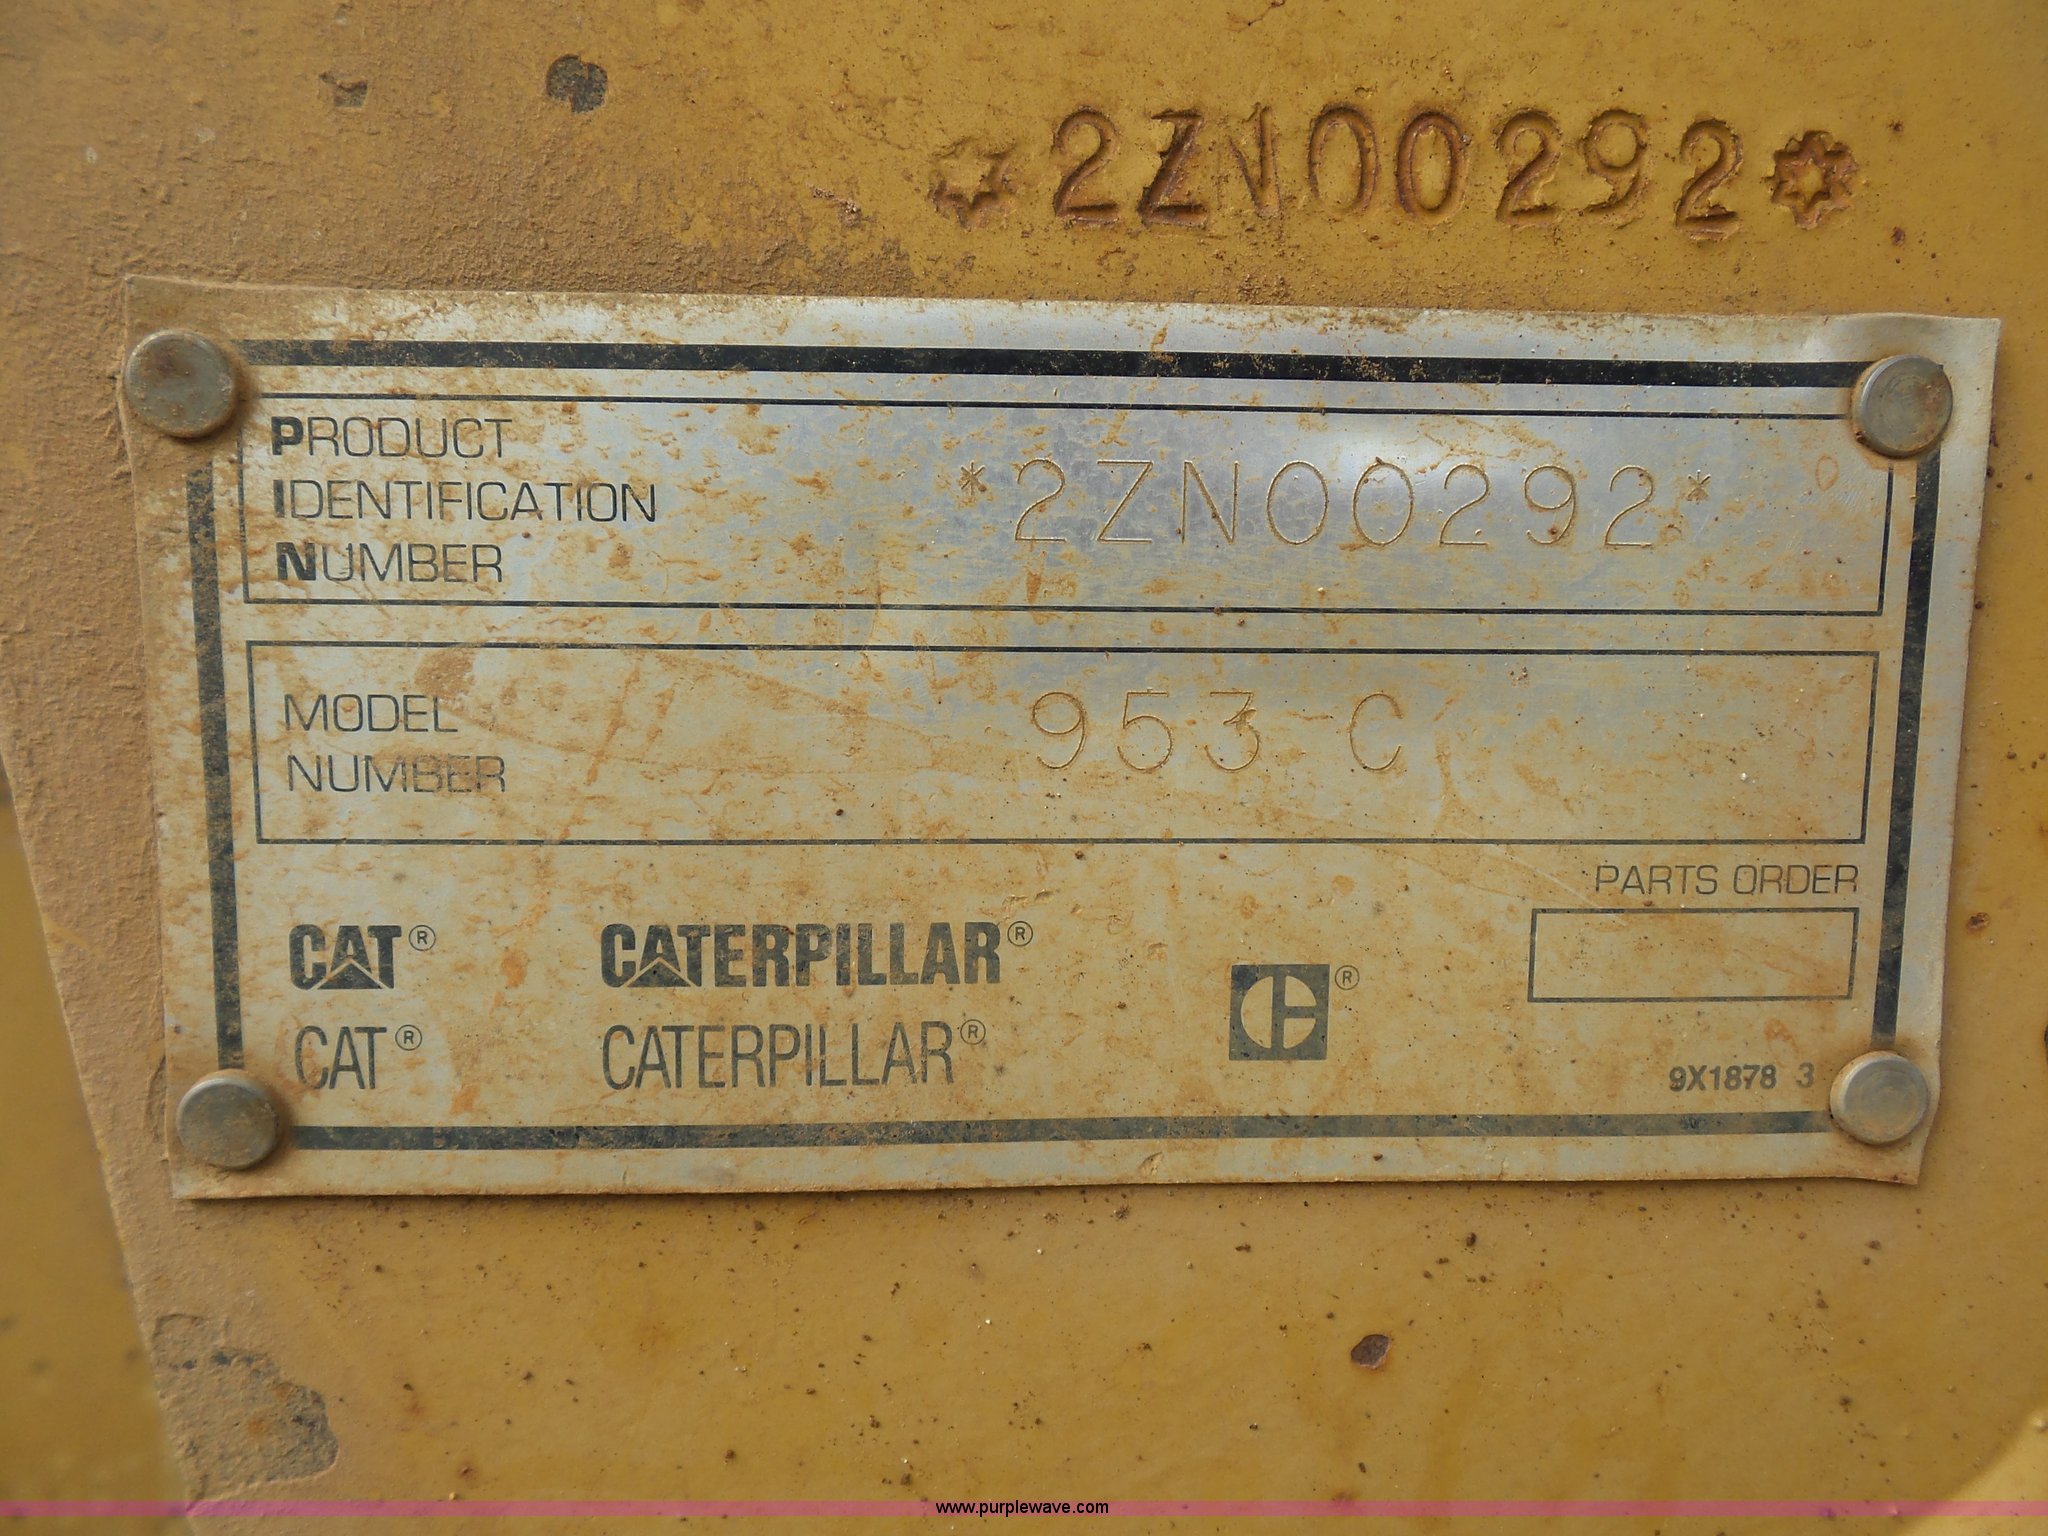 *2ZN00292*
PRODUCT
IDENTIFICATION
NUMBER
*2ZN00292*
MODEL
NUMBER
953 C
PARTS ORDER
CAT® CATERPILLAR®
CAT® CATERPILLAR®
®
9X1878 3
www.purplewave.com